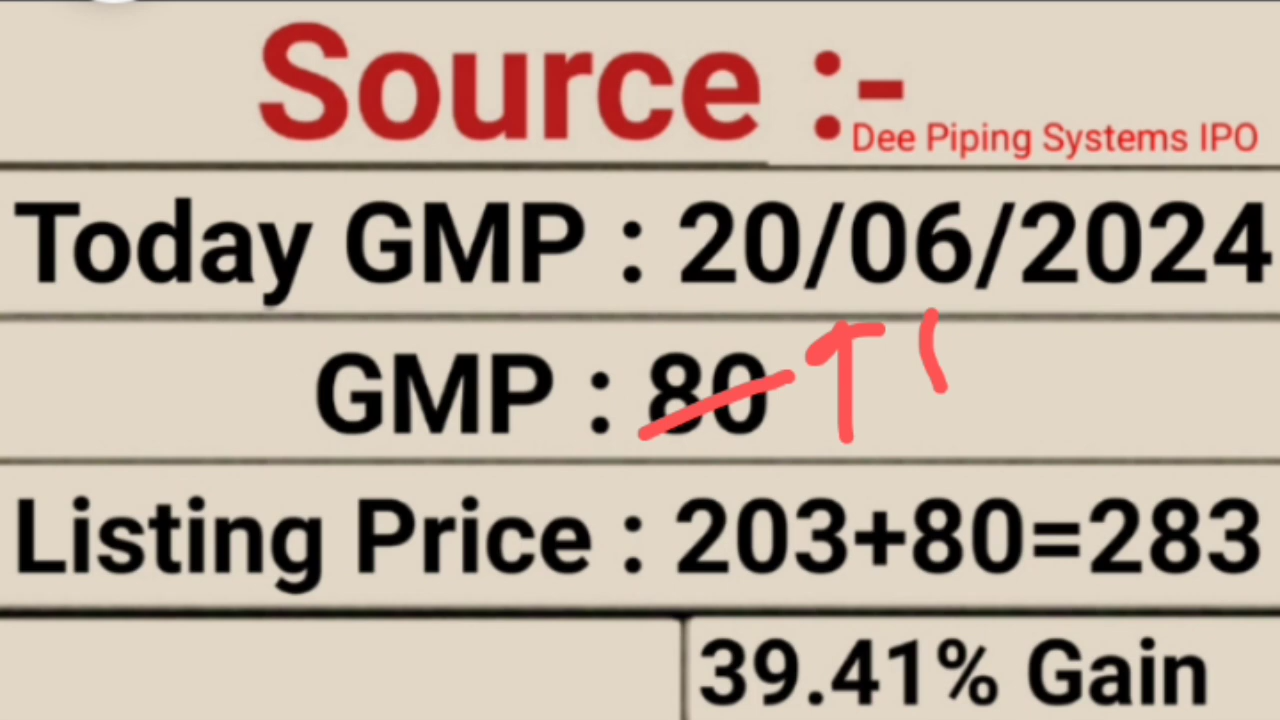 Source :-
Dee Piping Systems IPO
Today GMP : 20/06/2024
GMP : 80
Listing Price : 203+80=283
39.41% Gain